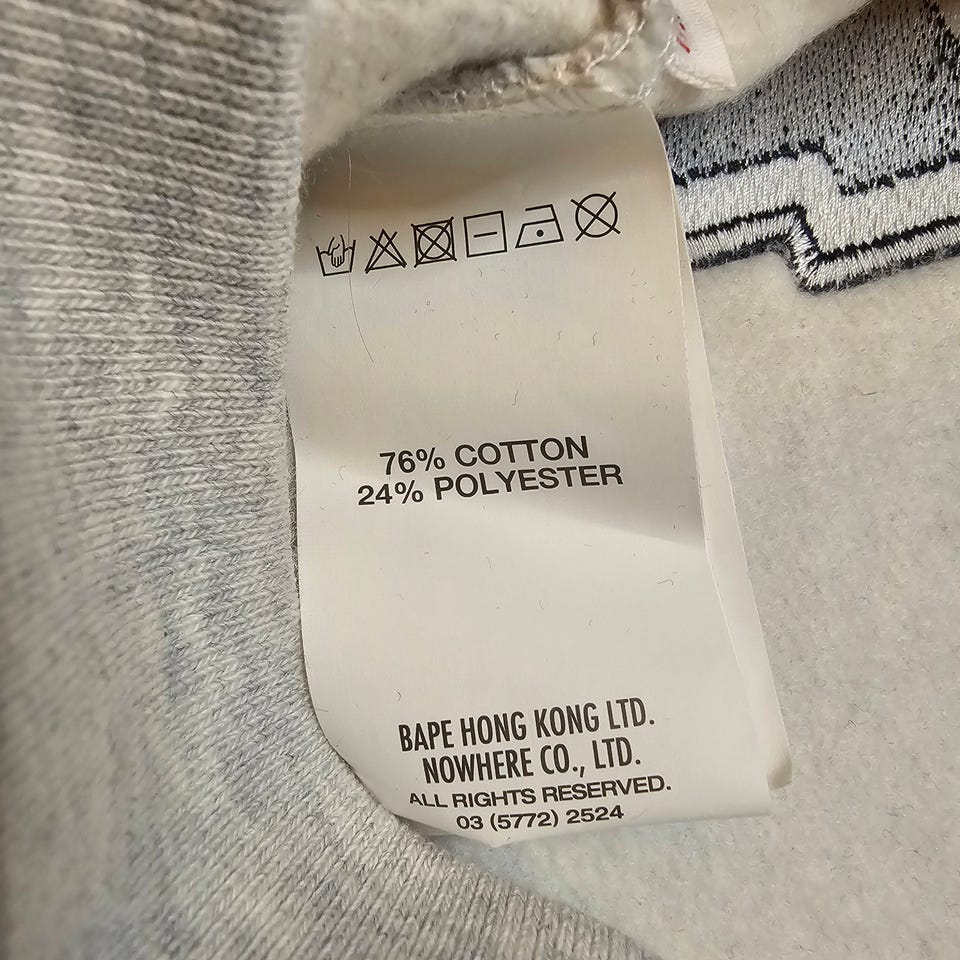 76% COTTON
24% POLYESTER
BAPE HONG KONG LTD.
NOWHERE CO., LTD.
ALL RIGHTS RESERVED.
03 (5772) 2524